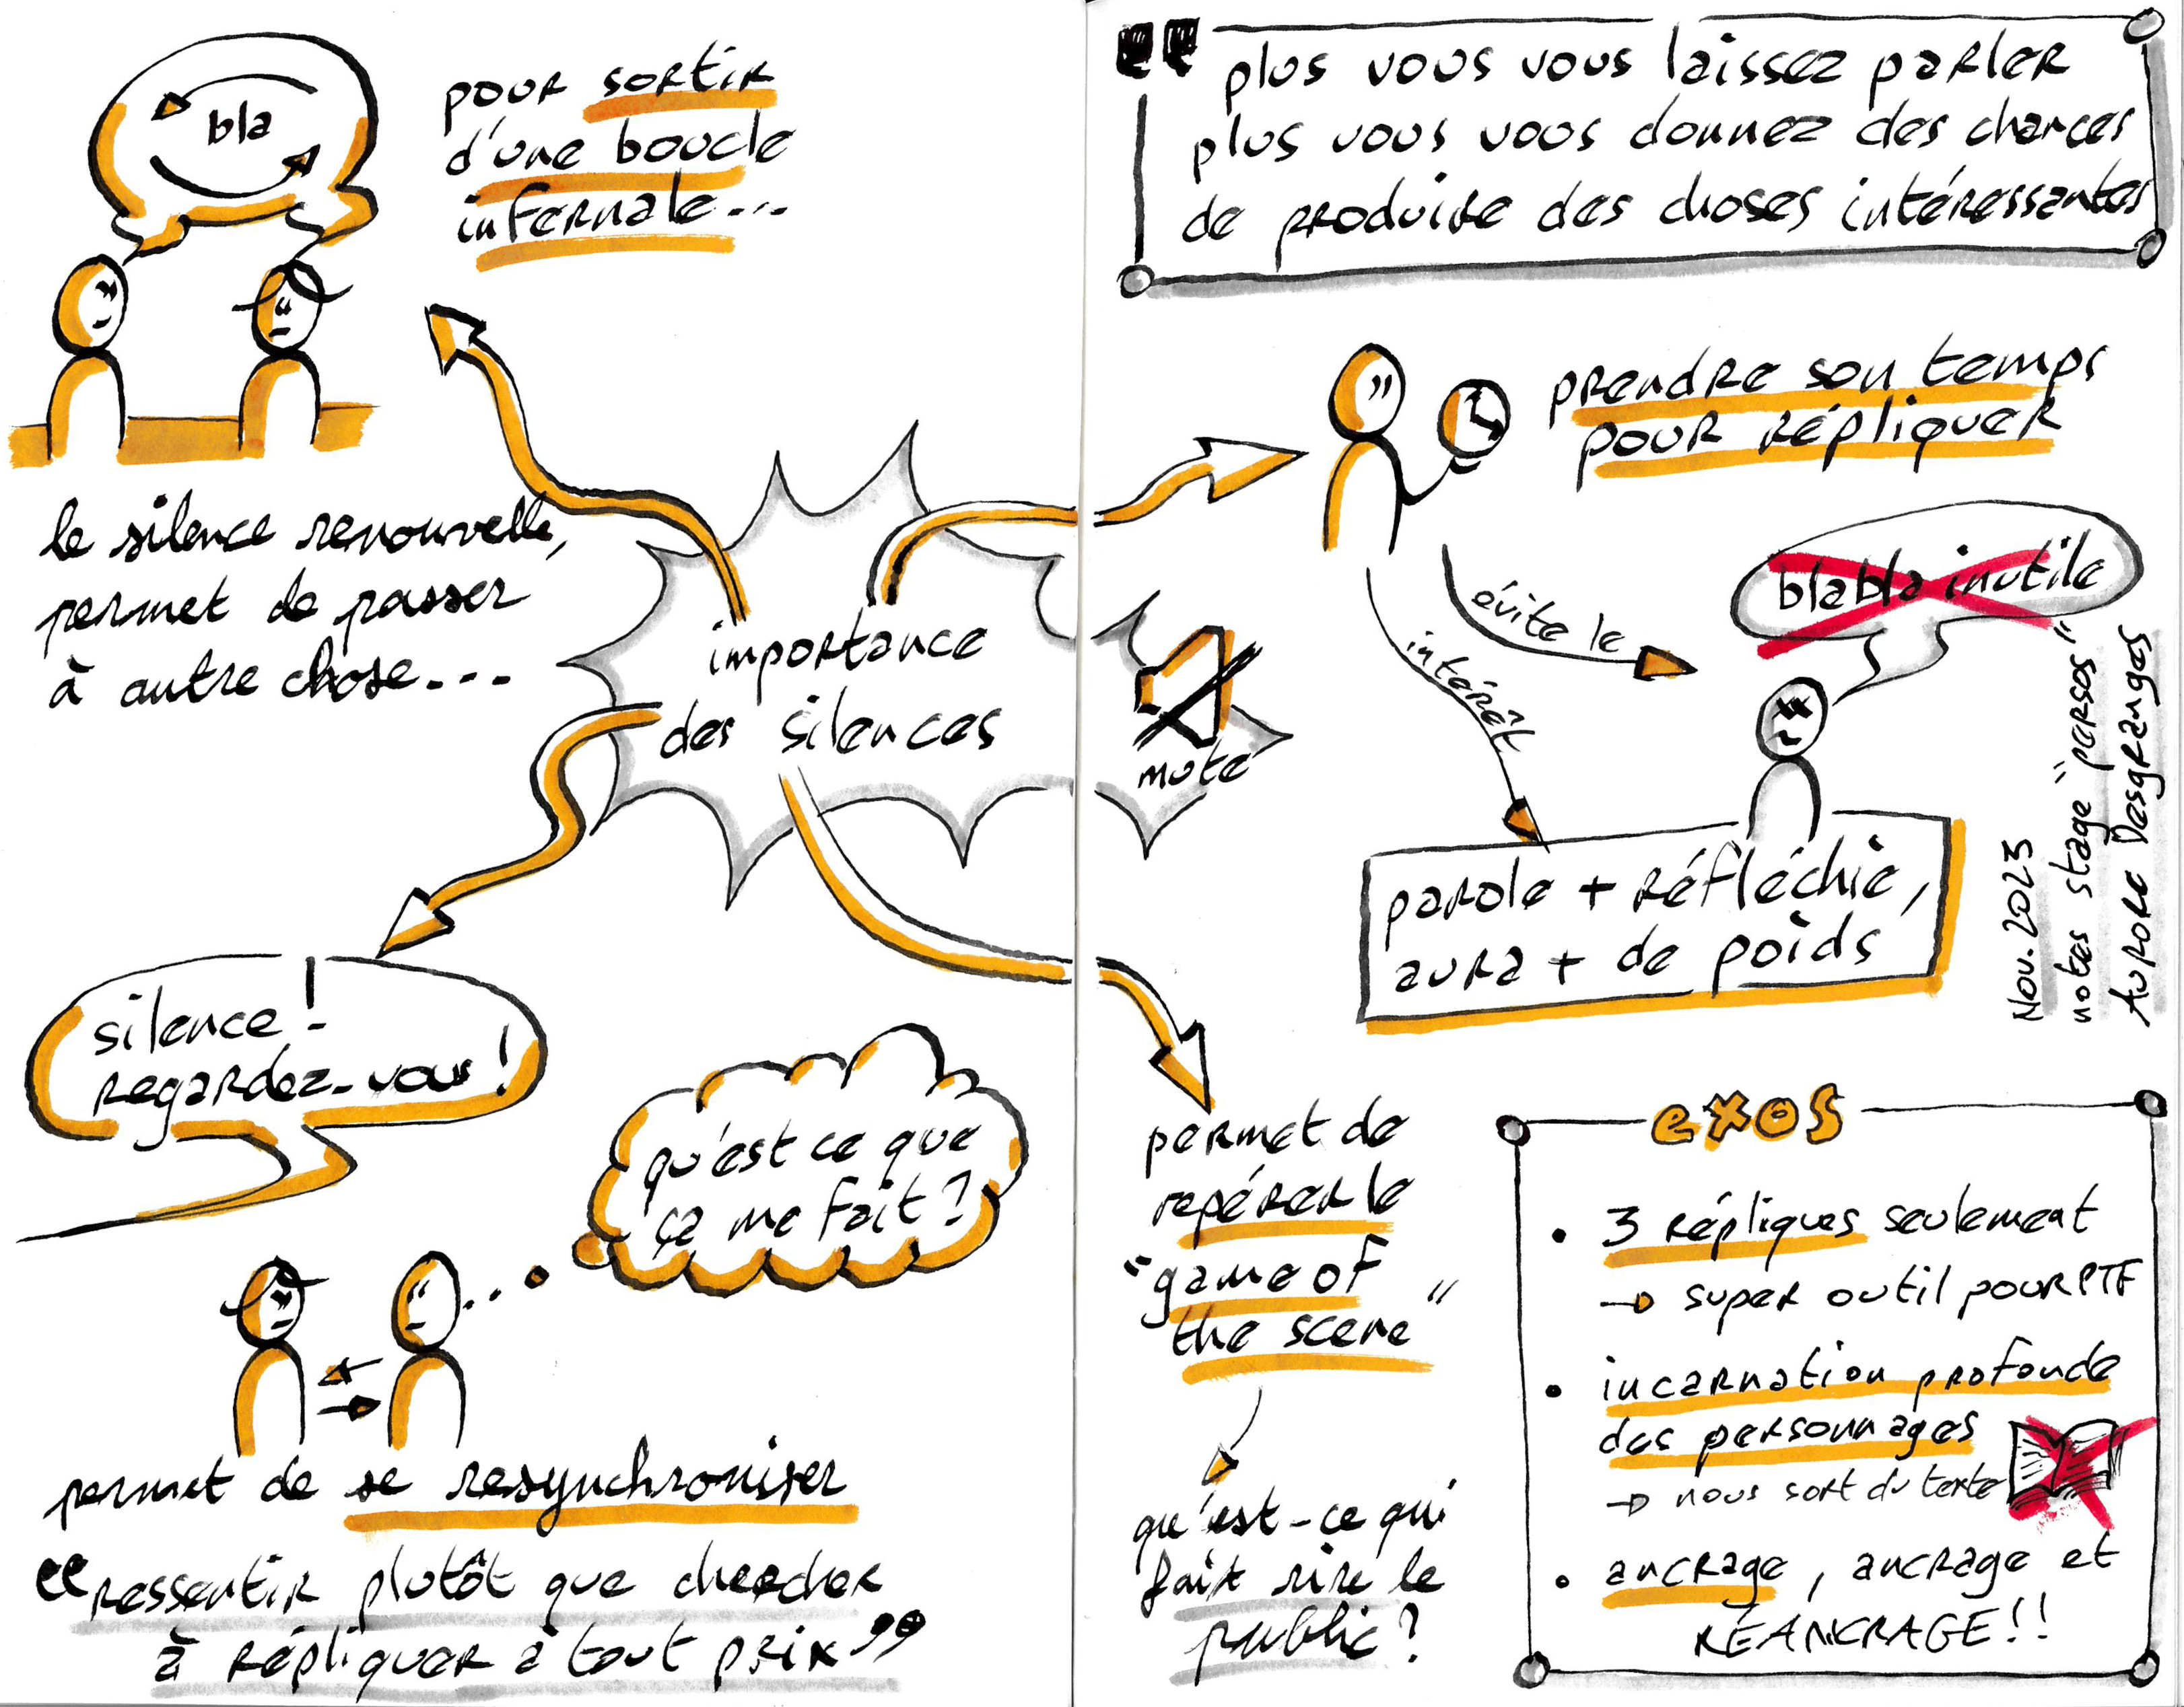 bla
pour sortir
d'une boucle
infernale...
le silence renouvelle,
permet de passer
à autre chose...
importance
des silences
mute
silence !
regardez-vous !
qu'est ce que
ça me fait ?
permet de se resynchroniser
"ressentir plutôt que chercher
à répliquer à tout prix"
" plus vous vous laissez parler
plus vous vous donnez des chances
de produire des choses intéressantes
prendre son temps
pour répliquer
évite le
blabla inutile
intérêt
parole + réfléchie,
aura + de poids
Nov. 2023
notes stage "persos"
Aurore Desgranges
permet de
repérer le
"game of
the scene"
qu'est-ce qui
fait rire le
public ?
exos
• 3 répliques seulement
→ super outil pour PTF
• incarnation profonde
des personnages
→ nous sort du texte
• ancrage, ancrage et
RÉANCRAGE !!